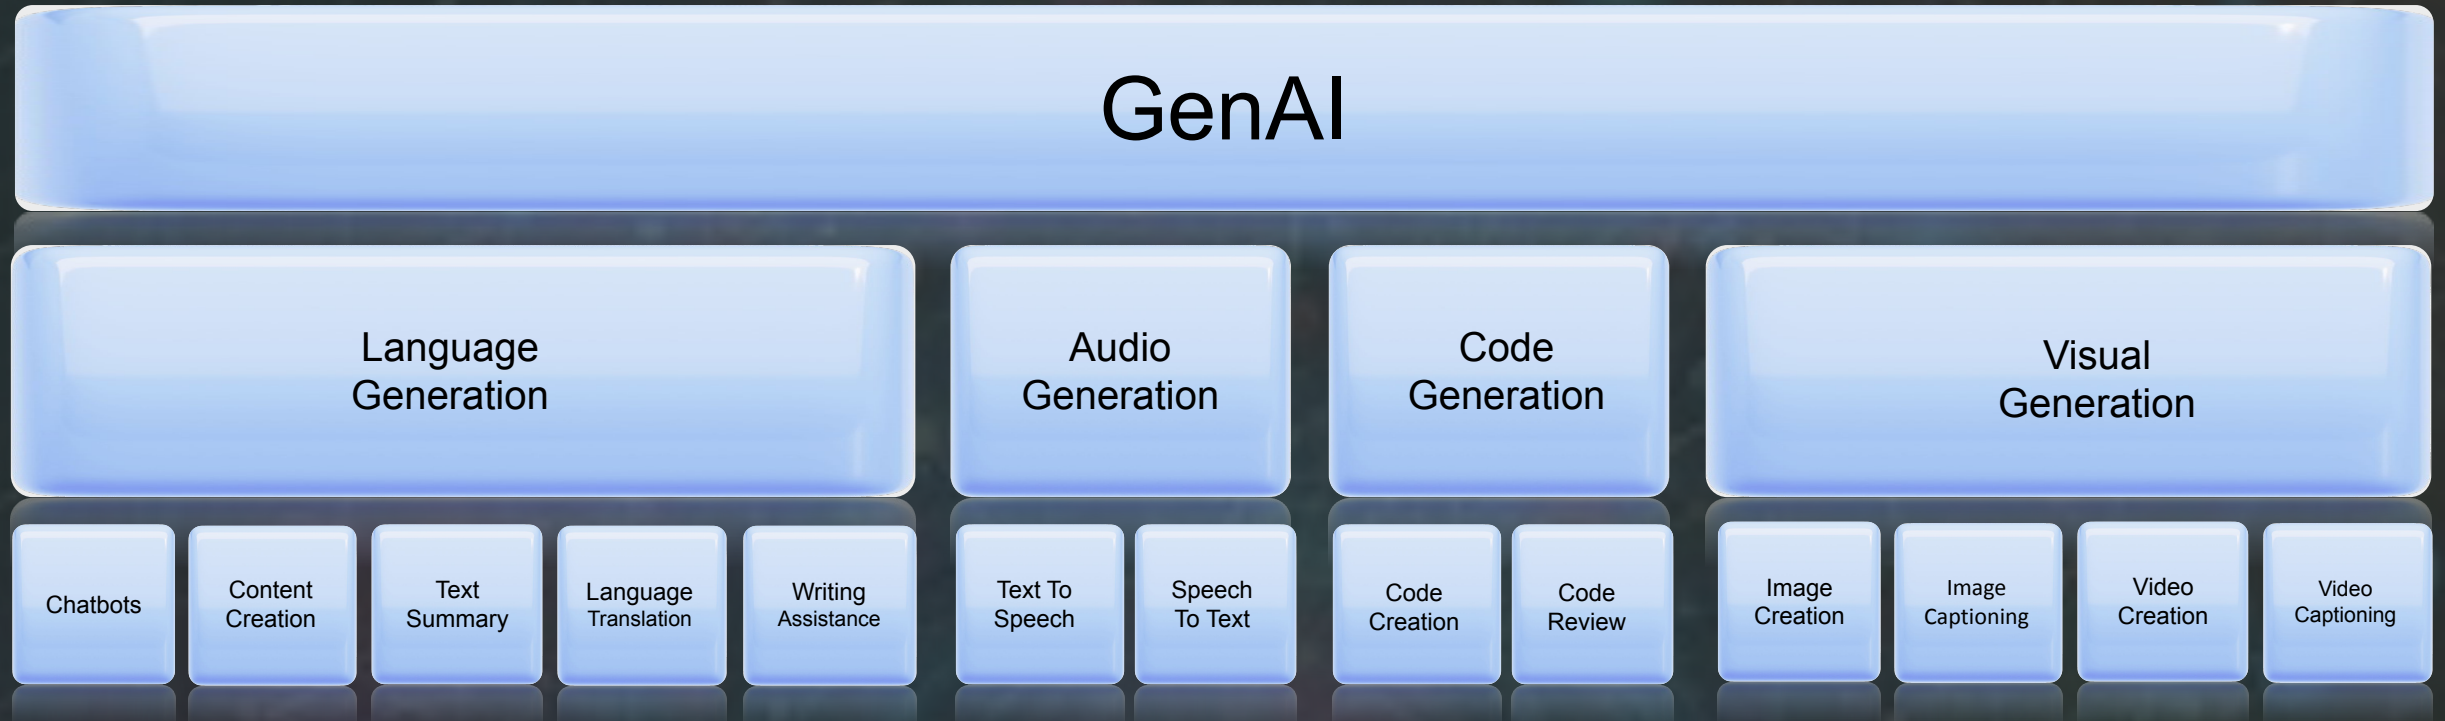 GenAI
Language
Generation
Audio
Generation
Code
Generation
Visual
Generation
Chatbots
Content
Creation
Text
Summary
Language
Translation
Writing
Assistance
Text To
Speech
Speech
To Text
Code
Creation
Code
Review
Image
Creation
Image
Captioning
Video
Creation
Video
Captioning